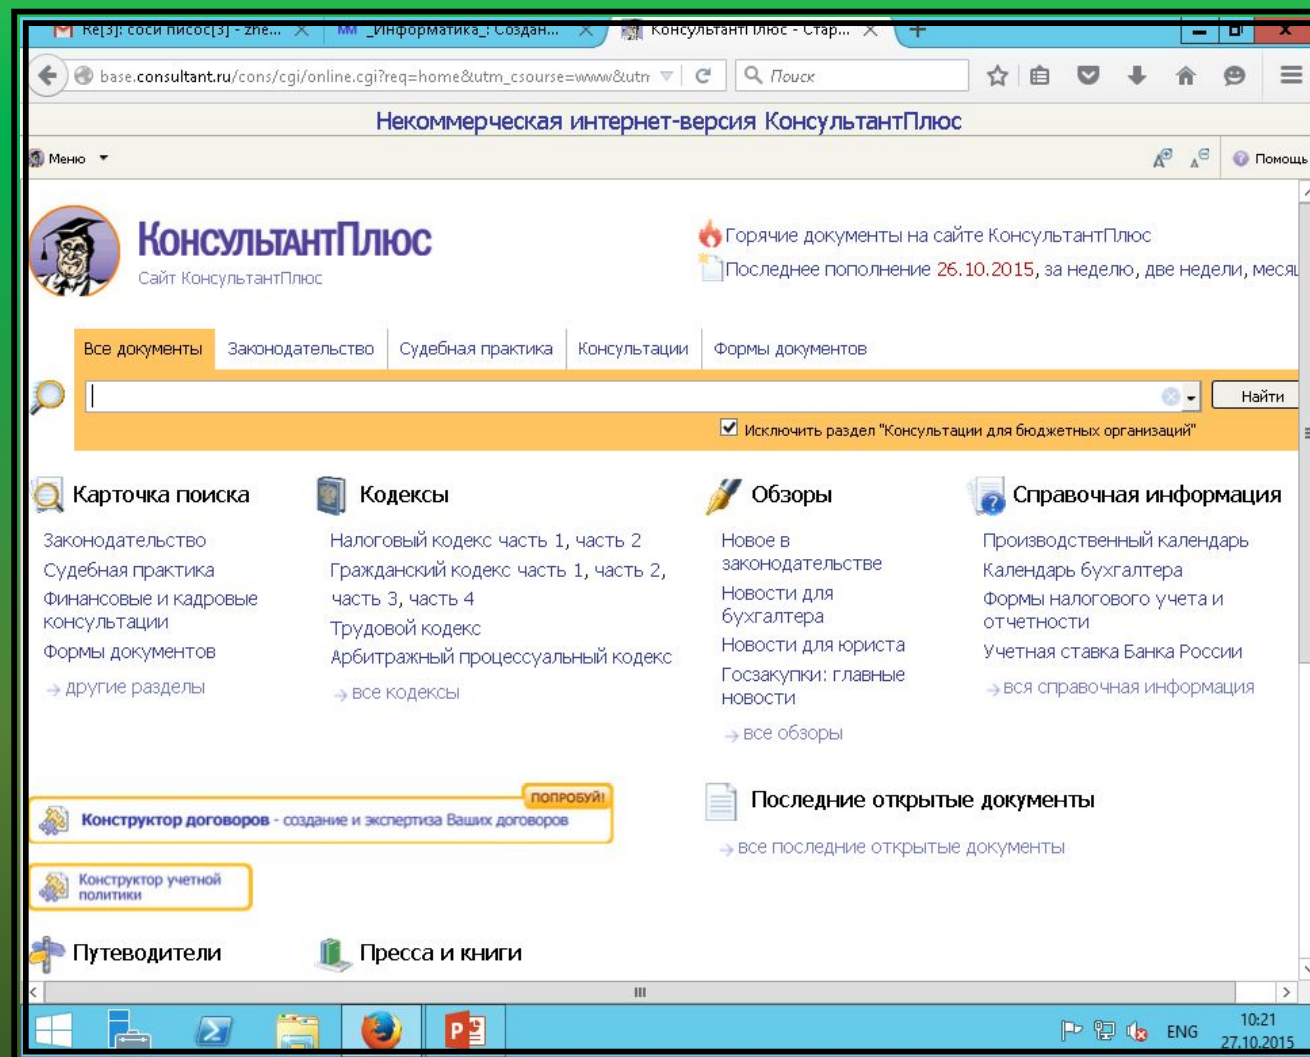 Re[3]: соси писос[3] - zhe...
_Информатика_: Создан...
КонсультантПлюс - Стар...
base.consultant.ru/cons/cgi/online.cgi?req=home&utm_csourse=www&utm
Поиск
Некоммерческая интернет-версия КонсультантПлюс
Меню
Помощь
КонсультантПлюс
Сайт КонсультантПлюс
Горячие документы на сайте КонсультантПлюс
Последнее пополнение 26.10.2015, за неделю, две недели, месяц
Все документы Законодательство Судебная практика Консультации Формы документов
Найти
Исключить раздел "Консультации для бюджетных организаций"
Карточка поиска
Законодательство
Судебная практика
Финансовые и кадровые
консультации
Формы документов
→ другие разделы
Кодексы
Налоговый кодекс часть 1, часть 2
Гражданский кодекс часть 1, часть 2,
часть 3, часть 4
Трудовой кодекс
Арбитражный процессуальный кодекс
→ все кодексы
Обзоры
Новое в
законодательстве
Новости для
бухгалтера
Новости для юриста
Госзакупки: главные
новости
→ все обзоры
Справочная информация
Производственный календарь
Календарь бухгалтера
Формы налогового учета и
отчетности
Учетная ставка Банка России
→ вся справочная информация
ПОПРОБУЙ!
Конструктор договоров - создание и экспертиза Ваших договоров
Конструктор учетной
политики
Последние открытые документы
→ все последние открытые документы
Путеводители
Пресса и книги
ENG
10:21
27.10.2015